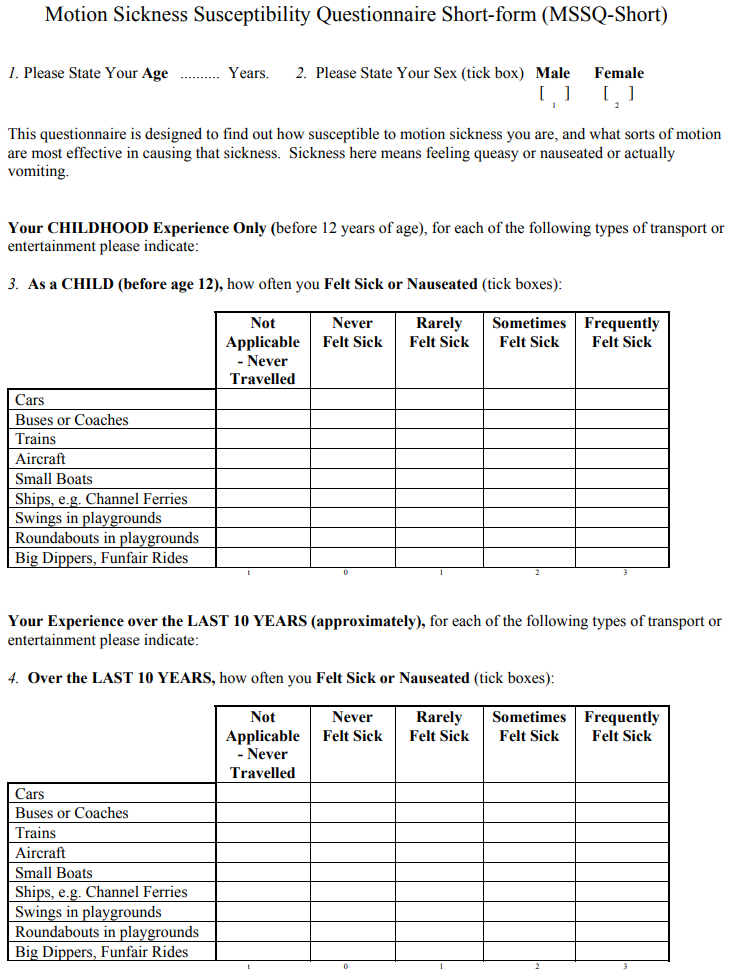 Motion Sickness Susceptibility Questionnaire Short-form (MSSQ-Short)
1. Please State Your Age .......... Years. 2. Please State Your Sex (tick box) Male Female
[ ] [ ]
1 2
This questionnaire is designed to find out how susceptible to motion sickness you are, and what sorts of motion
are most effective in causing that sickness. Sickness here means feeling queasy or nauseated or actually
vomiting.
Your CHILDHOOD Experience Only (before 12 years of age), for each of the following types of transport or
entertainment please indicate:
3. As a CHILD (before age 12), how often you Felt Sick or Nauseated (tick boxes):
Not Never Rarely Sometimes Frequently
Applicable Felt Sick Felt Sick Felt Sick Felt Sick
- Never
Travelled
Cars
Buses or Coaches
Trains
Aircraft
Small Boats
Ships, e.g. Channel Ferries
Swings in playgrounds
Roundabouts in playgrounds
Big Dippers, Funfair Rides
t 0 1 2 3
Your Experience over the LAST 10 YEARS (approximately), for each of the following types of transport or
entertainment please indicate:
4. Over the LAST 10 YEARS, how often you Felt Sick or Nauseated (tick boxes):
Not Never Rarely Sometimes Frequently
Applicable Felt Sick Felt Sick Felt Sick Felt Sick
- Never
Travelled
Cars
Buses or Coaches
Trains
Aircraft
Small Boats
Ships, e.g. Channel Ferries
Swings in playgrounds
Roundabouts in playgrounds
Big Dippers, Funfair Rides
t 0 1 2 3